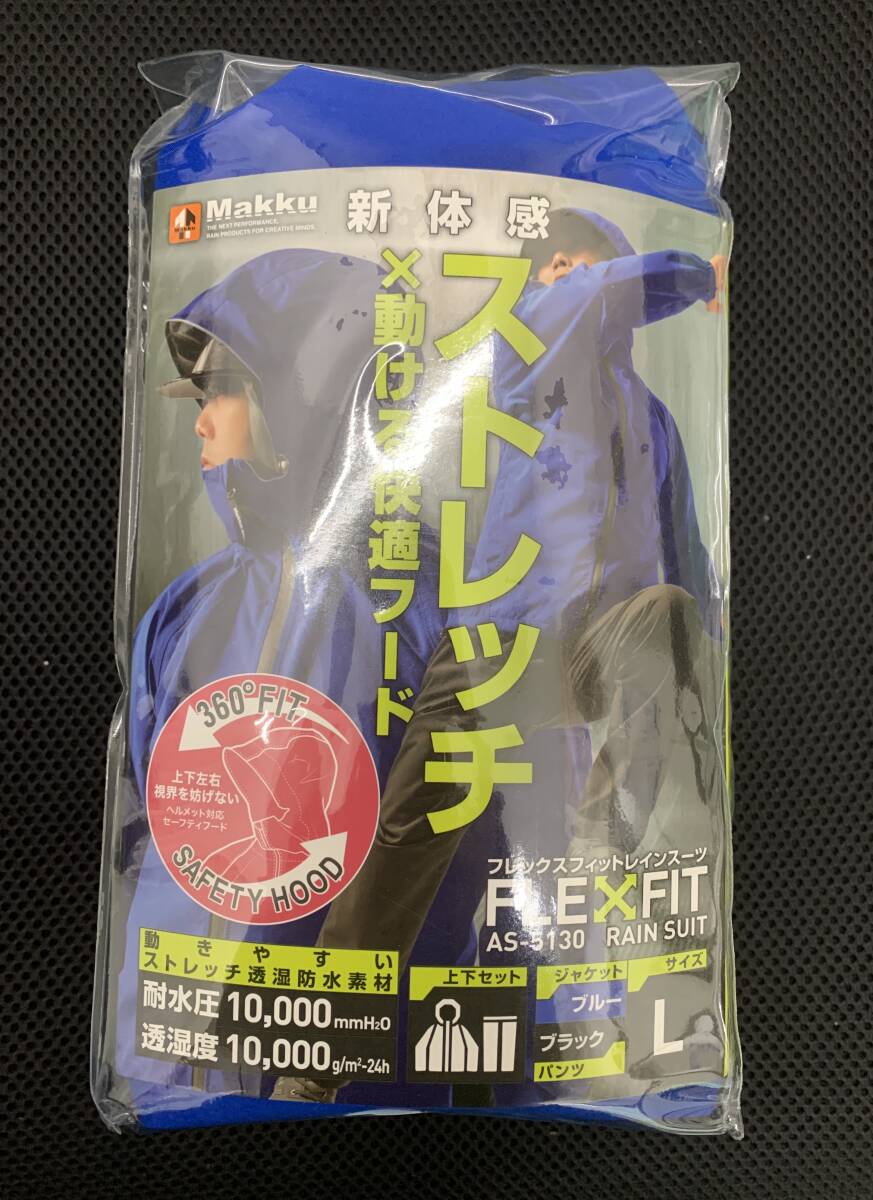 Makku
Makku
THE NEXT PERFORMANCE,
RAIN PRODUCTS FOR CREATIVE MINDS.
新体感
ストレッチ
×動ける快適フード
360°FIT
上下左右
視界を妨げない
ヘルメット対応
セーフティフード
SAFETY HOOD
フレックスフィットレインスーツ
FLEXFIT
AS-5130 RAIN SUIT
動きやすい
ストレッチ透湿防水素材
耐水圧 10,000mmH2O
透湿度 10,000g/m²-24h
上下セット
ジャケット
ブルー
ブラック
パンツ
サイズ
L